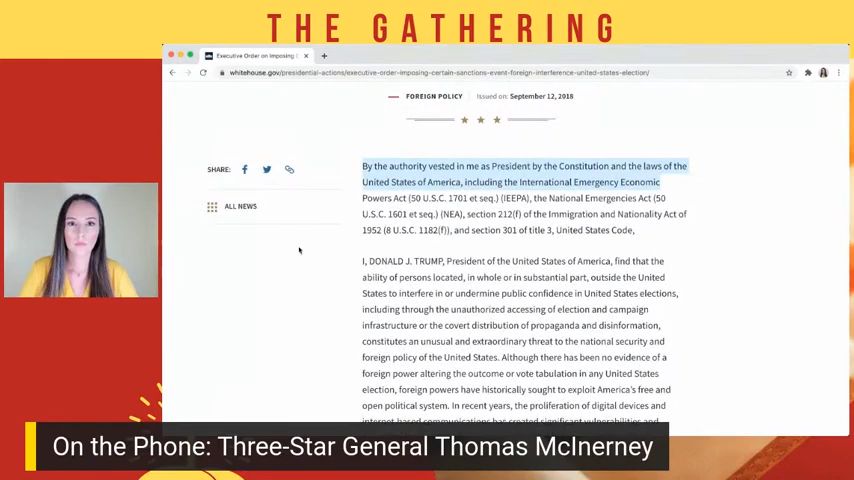 THE GATHERING
Executive Order on Imposing
whitehouse.gov/presidential-actions/executive-order-imposing-certain-sanctions-event-foreign-interference-united-states-election/
FOREIGN POLICY
Issued on: September 12, 2018
SHARE:
ALL NEWS
By the authority vested in me as President by the Constitution and the laws of the
United States of America, including the International Emergency Economic
Powers Act (50 U.S.C. 1701 et seq.) (IEEPA), the National Emergencies Act (50
U.S.C. 1601 et seq.) (NEA), section 212(f) of the Immigration and Nationality Act of
1952 (8 U.S.C. 1182(f)), and section 301 of title 3, United States Code,
I, DONALD J. TRUMP, President of the United States of America, find that the
ability of persons located, in whole or in substantial part, outside the United
States to interfere in or undermine public confidence in United States elections,
including through the unauthorized accessing of election and campaign
infrastructure or the covert distribution of propaganda and disinformation,
constitutes an unusual and extraordinary threat to the national security and
foreign policy of the United States. Although there has been no evidence of a
foreign power altering the outcome or vote tabulation in any United States
election, foreign powers have historically sought to exploit America's free and
open political system. In recent years, the proliferation of digital devices and
internet-based communications has created significant vulnerabilities and
On the Phone: Three-Star General Thomas McInerney